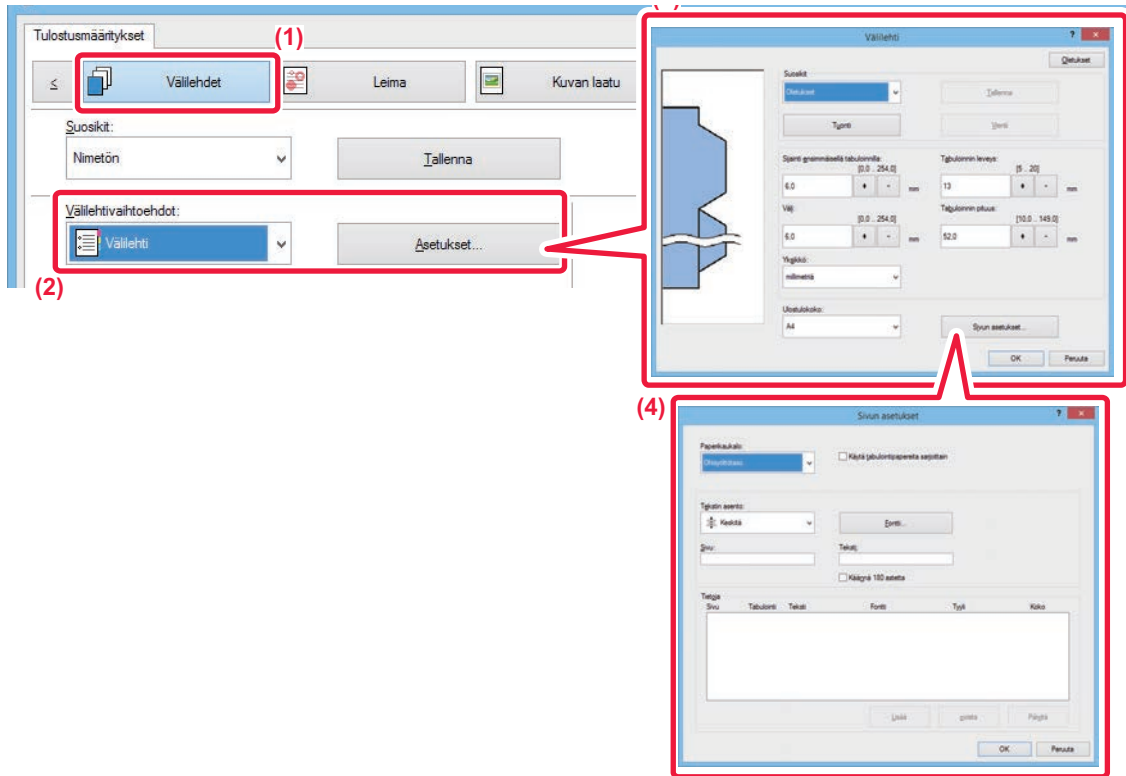 Tulostusmääritykset
(1)
<
Välilehdet
Leima
Kuvan laatu
Suosikit:
Nimetön
Tallenna
Välilehtivaihtoehdot:
Välilehti
Asetukset...
(2)
Välilehti
?
Oletukset
Suosikit
Oletukset
Tallenna
Tuonti
Vienti
Sijainti ensimmäisellä tabuloinnilla:
[0,0 .. 254,0]
6,0
+ -
mm
Tabuloinnin leveys:
[5 .. 20]
13
+ -
mm
Väli:
[0,0 .. 254,0]
6,0
+ -
mm
Tabuloinnin pituus:
[10,0 .. 149,0]
52,0
+ -
mm
Yksikkö:
millimetriä
Uostulokoko:
A4
Sivun asetukset...
OK
Peruuta
(4)
Sivun asetukset
?
Paperikaukalo:
Ohisyöttötaso
Käytä tabulointipapereita sarjoittain
Tekstin asento:
Keskitä
Fontti...
Sivu:
Teksti:
Käännä 180 astetta
Tietoja
Sivu Tabulointi Teksti Fontti Tyyli Koko
Lisää
poista
Päivitä
OK
Peruuta